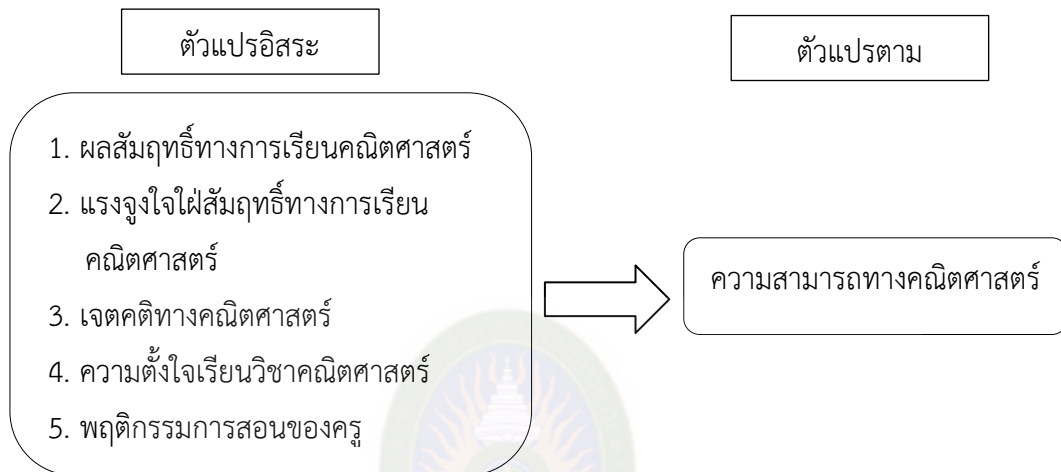 ตัวแปรอิสระ
ตัวแปรตาม
1. ผลสัมฤทธิ์ทางการเรียนคณิตศาสตร์
2. แรงจูงใจใฝ่สัมฤทธิ์ทางการเรียน
คณิตศาสตร์
3. เจตคติทางคณิตศาสตร์
4. ความตั้งใจเรียนวิชาคณิตศาสตร์
5. พฤติกรรมการสอนของครู
ความสามารถทางคณิตศาสตร์